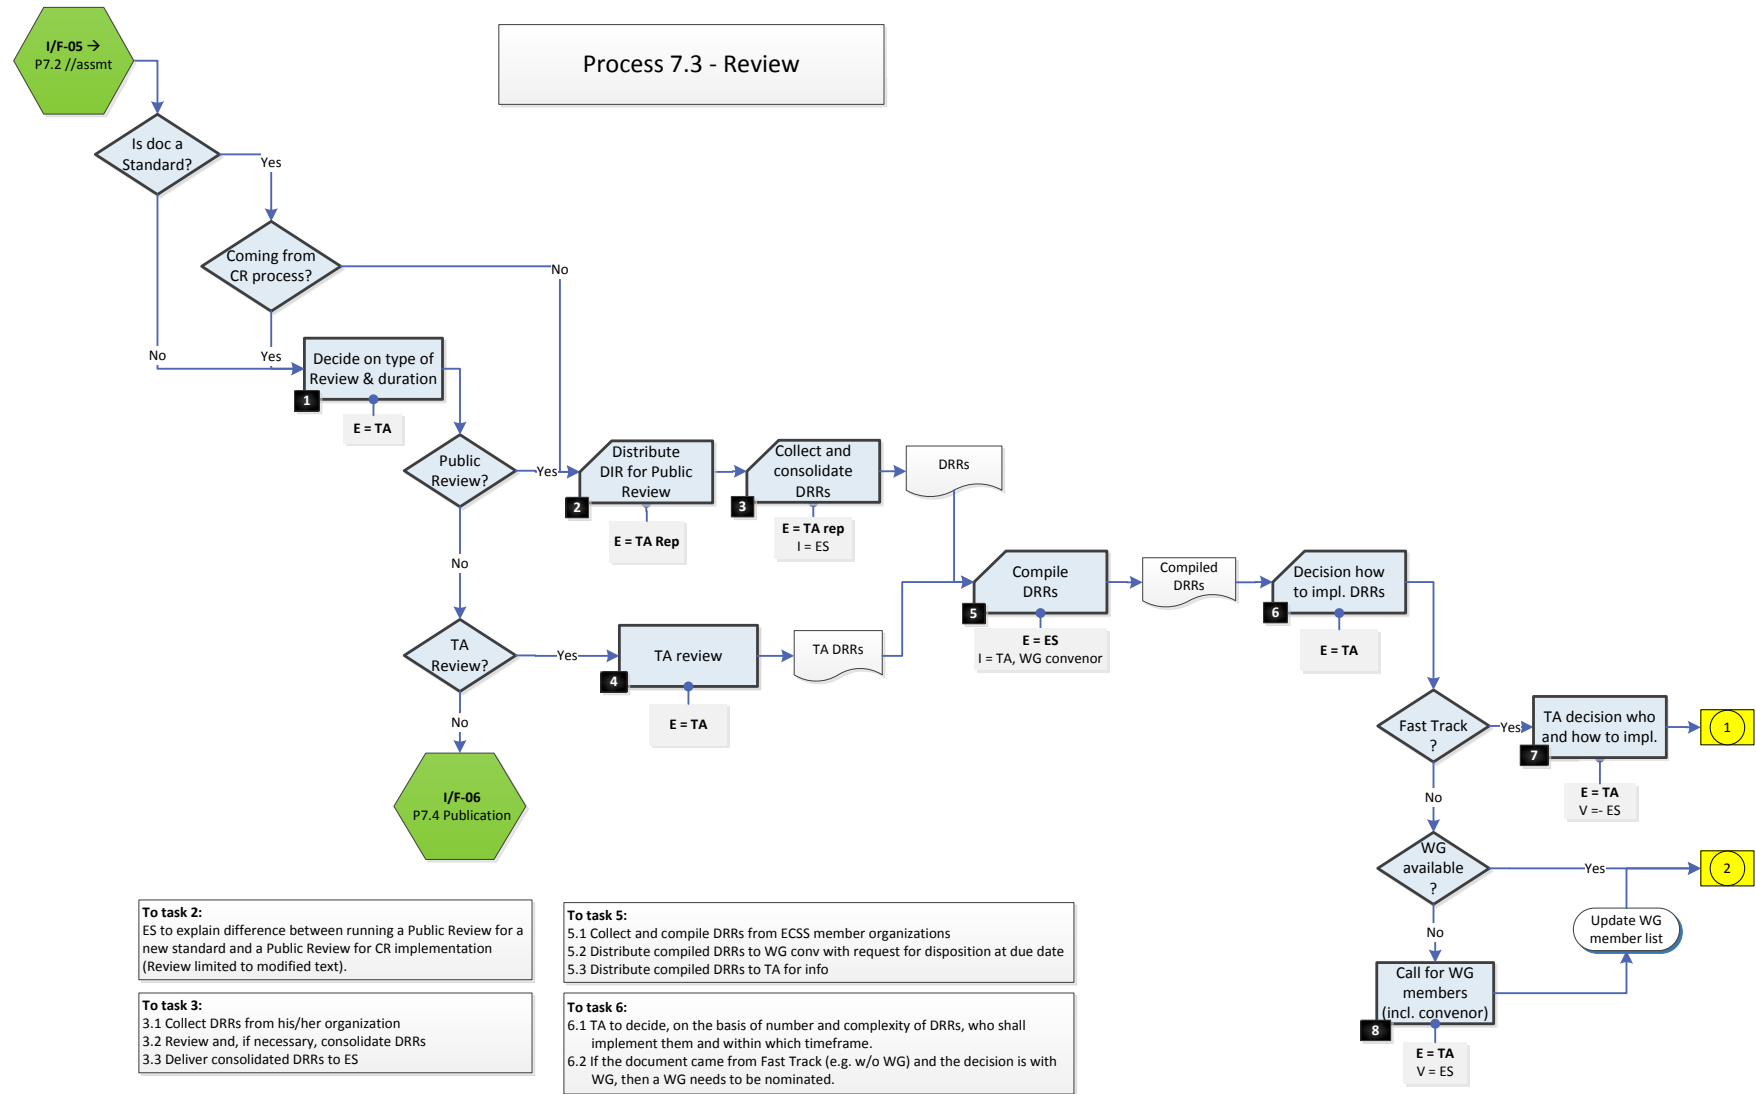 I/F-05 →
P7.2 //assmt
Process 7.3 - Review
Is doc a
Standard?
Yes
Coming from
CR process?
No
No
Yes
Decide on type of
Review & duration
1
E = TA
Public
Review?
Yes
Distribute
DIR for Public
Review
2
E = TA Rep
Collect and
consolidate
DRRs
3
E = TA rep
I = ES
DRRs
No
TA
Review?
Yes
TA review
4
E = TA
TA DRRs
Compile
DRRs
5
E = ES
I = TA, WG convenor
Compiled
DRRs
Decision how
to impl. DRRs
6
E = TA
No
I/F-06
P7.4 Publication
Fast Track
?
Yes
TA decision who
and how to impl.
7
E = TA
V =- ES
1
No
WG
available
?
Yes
2
Update WG
member list
No
Call for WG
members
(incl. convenor)
8
E = TA
V = ES
To task 2:
ES to explain difference between running a Public Review for a
new standard and a Public Review for CR implementation
(Review limited to modified text).
To task 3:
3.1 Collect DRRs from his/her organization
3.2 Review and, if necessary, consolidate DRRs
3.3 Deliver consolidated DRRs to ES
To task 5:
5.1 Collect and compile DRRs from ECSS member organizations
5.2 Distribute compiled DRRs to WG conv with request for disposition at due date
5.3 Distribute compiled DRRs to TA for info
To task 6:
6.1 TA to decide, on the basis of number and complexity of DRRs, who shall
implement them and within which timeframe.
6.2 If the document came from Fast Track (e.g. w/o WG) and the decision is with
WG, then a WG needs to be nominated.